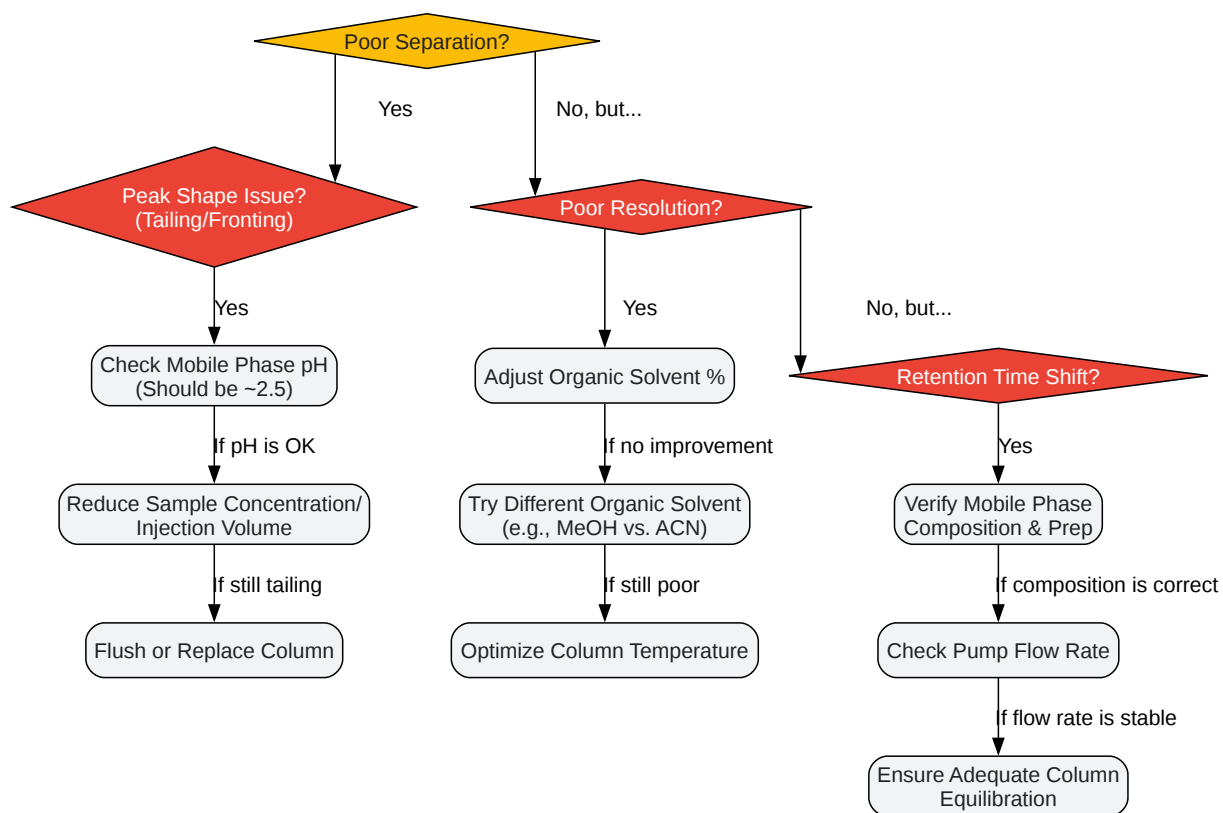 Poor Separation?
Yes
No, but...
Peak Shape Issue?
(Tailing/Fronting)
Poor Resolution?
Yes
Yes
No, but...
Check Mobile Phase pH
(Should be ~2.5)
Adjust Organic Solvent %
Retention Time Shift?
If pH is OK
If no improvement
Yes
Reduce Sample Concentration/
Injection Volume
Try Different Organic Solvent
(e.g., MeOH vs. ACN)
Verify Mobile Phase
Composition & Prep
If still tailing
If still poor
If composition is correct
Flush or Replace Column
Optimize Column Temperature
Check Pump Flow Rate
If flow rate is stable
Ensure Adequate Column
Equilibration